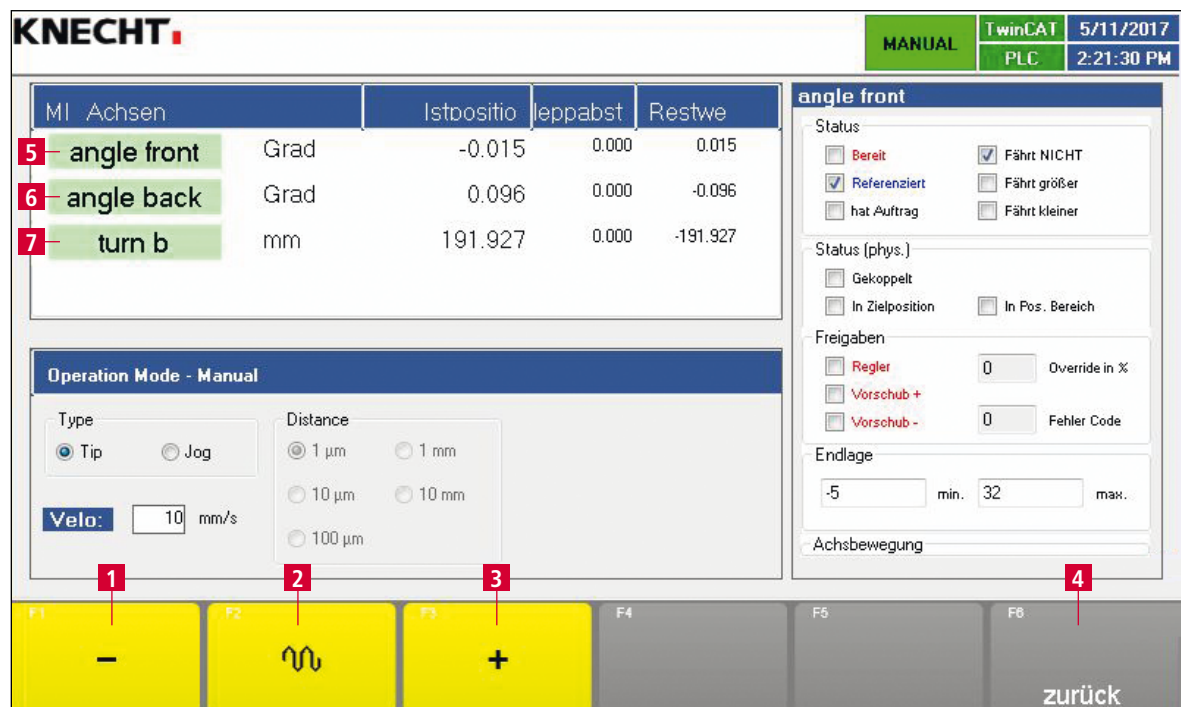 KNECHT
MANUAL
TwinCAT
5/11/2017
PLC
2:21:30 PM
MI Achsen
Istpositio
leppabst
Restwe
5
angle front
Grad
-0.015
0.000
0.015
6
angle back
Grad
0.096
0.000
-0.096
7
turn b
mm
191.927
0.000
-191.927
Operation Mode - Manual
Type
Tip
Jog
Velo:
10
mm/s
Distance
1 µm
1 mm
10 µm
10 mm
100 µm
angle front
Status
Bereit
Fährt NICHT
Referenziert
Fährt größer
hat Auftrag
Fährt kleiner
Status (phys.)
Gekoppelt
In Zielposition
In Pos. Bereich
Freigaben
Regler
0
Override in %
Vorschub +
Vorschub -
0
Fehler Code
Endlage
-5
min.
32
max.
Achsbewegung
1
2
3
4
F1
F2
F3
F4
F5
F6
–
+
zurück